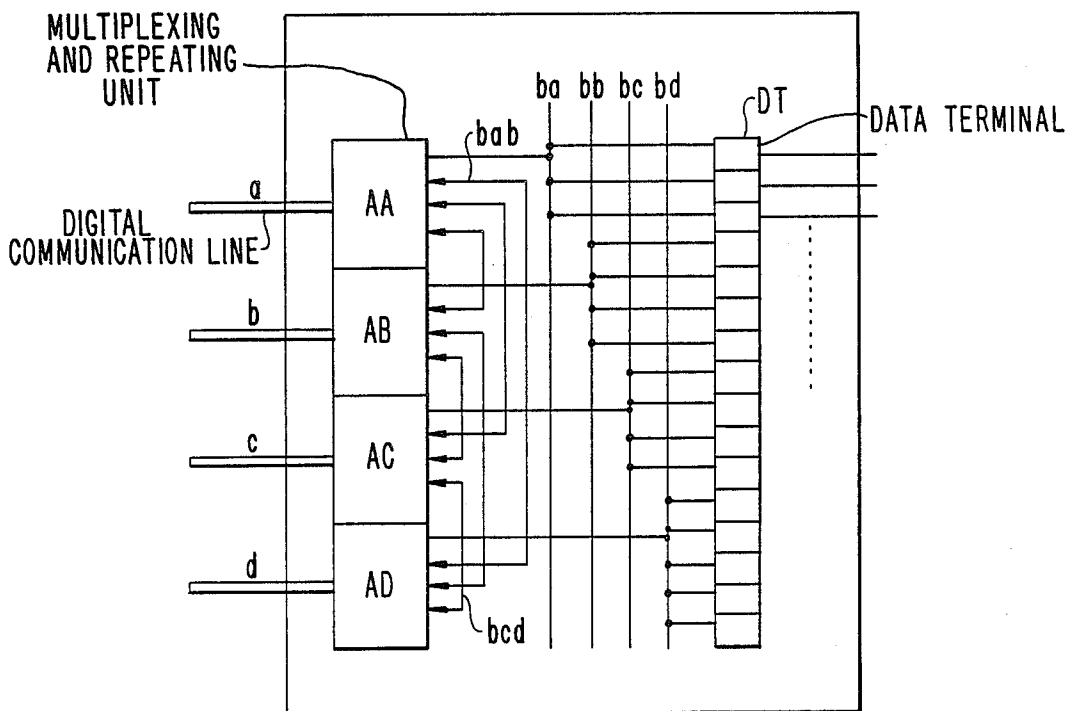 MULTIPLEXING
AND REPEATING
UNIT
ba bb bc bd
DT
DATA TERMINAL
bab
a
AA
DIGITAL
COMMUNICATION LINE
b
AB
c
AC
d
AD
bcd